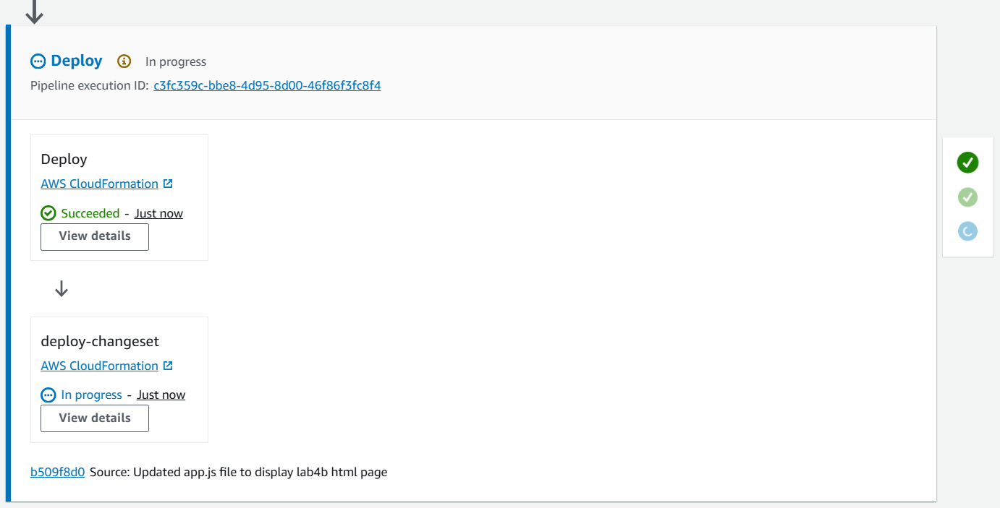 Deploy In progress
Pipeline execution ID: c3fc359c-bbe8-4d95-8d00-46f86f3fc8f4
Deploy
AWS CloudFormation
Succeeded - Just now
View details
deploy-changeset
AWS CloudFormation
In progress - Just now
View details
b509f8d0 Source: Updated app.js file to display lab4b html page